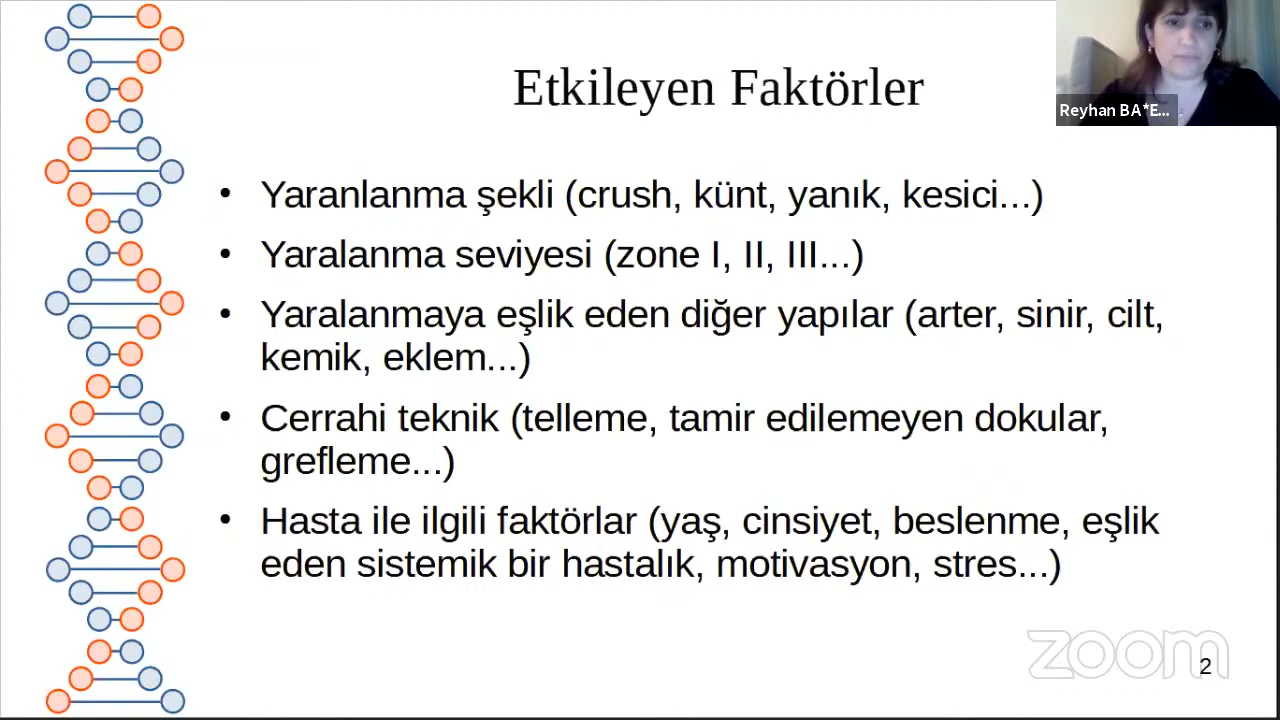 Etkileyen Faktörler
Reyhan BA*E...
• Yaranlanma şekli (crush, künt, yanık, kesici...)
• Yaralanma seviyesi (zone I, II, III...)
• Yaralanmaya eşlik eden diğer yapılar (arter, sinir, cilt,
kemik, eklem...)
• Cerrahi teknik (telleme, tamir edilemeyen dokular,
grefleme...)
• Hasta ile ilgili faktörlar (yaş, cinsiyet, beslenme, eşlik
eden sistemik bir hastalık, motivasyon, stres...)
zoom
2